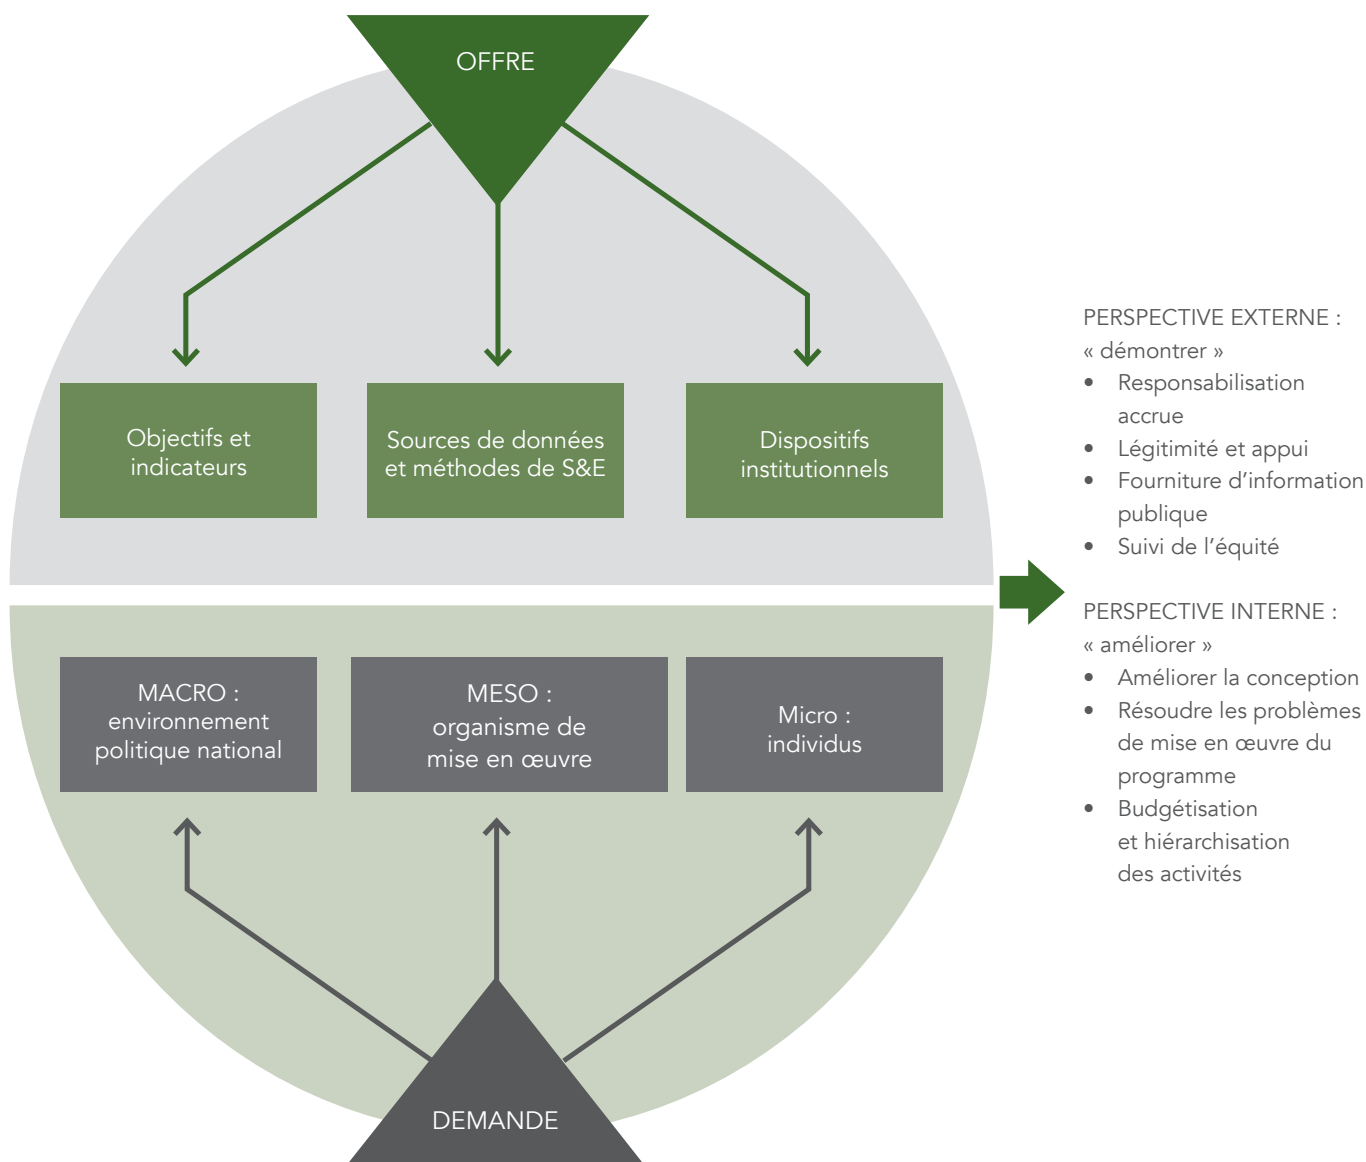 OFFRE
Objectifs et
indicateurs
Sources de données
et méthodes de S&E
Dispositifs
institutionnels
MACRO :
environnement
politique national
MESO :
organisme de
mise en œuvre
Micro :
individus
DEMANDE
PERSPECTIVE EXTERNE :
« démontrer »
• Responsabilisation
accrue
• Légitimité et appui
• Fourniture d’information
publique
• Suivi de l’équité
PERSPECTIVE INTERNE :
« améliorer »
• Améliorer la conception
• Résoudre les problèmes
de mise en œuvre du
programme
• Budgétisation
et hiérarchisation
des activités